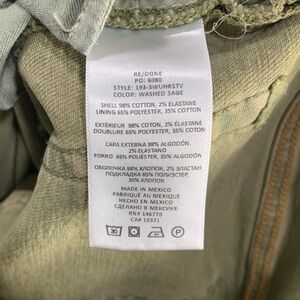 RE/DONE
PO: 6080
STYLE: 193-3WUHRSTV
COLOR: WASHED SAGE
SHELL 98% COTTON, 2% ELASTANE
LINING 65% POLYESTER, 35% COTTON
EXTÉRIEUR 98% COTON, 2% ELASTANE
DOUBLURE 65% POLYESTER, 35% COTON
CAPA EXTERNA 98% ALGODÓN,
2% ELASTANO
FORRO 65% POLIÉSTER, 35% ALGODÓN
ОБОЛОЧКА 98% ХЛОПОК, 2% ЭЛАСТАН
ПОДКЛАДКА 65% ПОЛИЭСТЕР,
35% ХЛОПОК
MADE IN MEXICO
FABRIQUÉ AU MEXIQUE
HECHO EN MÉXICO
СДЕЛАНО В МЕКСИКЕ
RN# 146770
CA# 19371
30
P